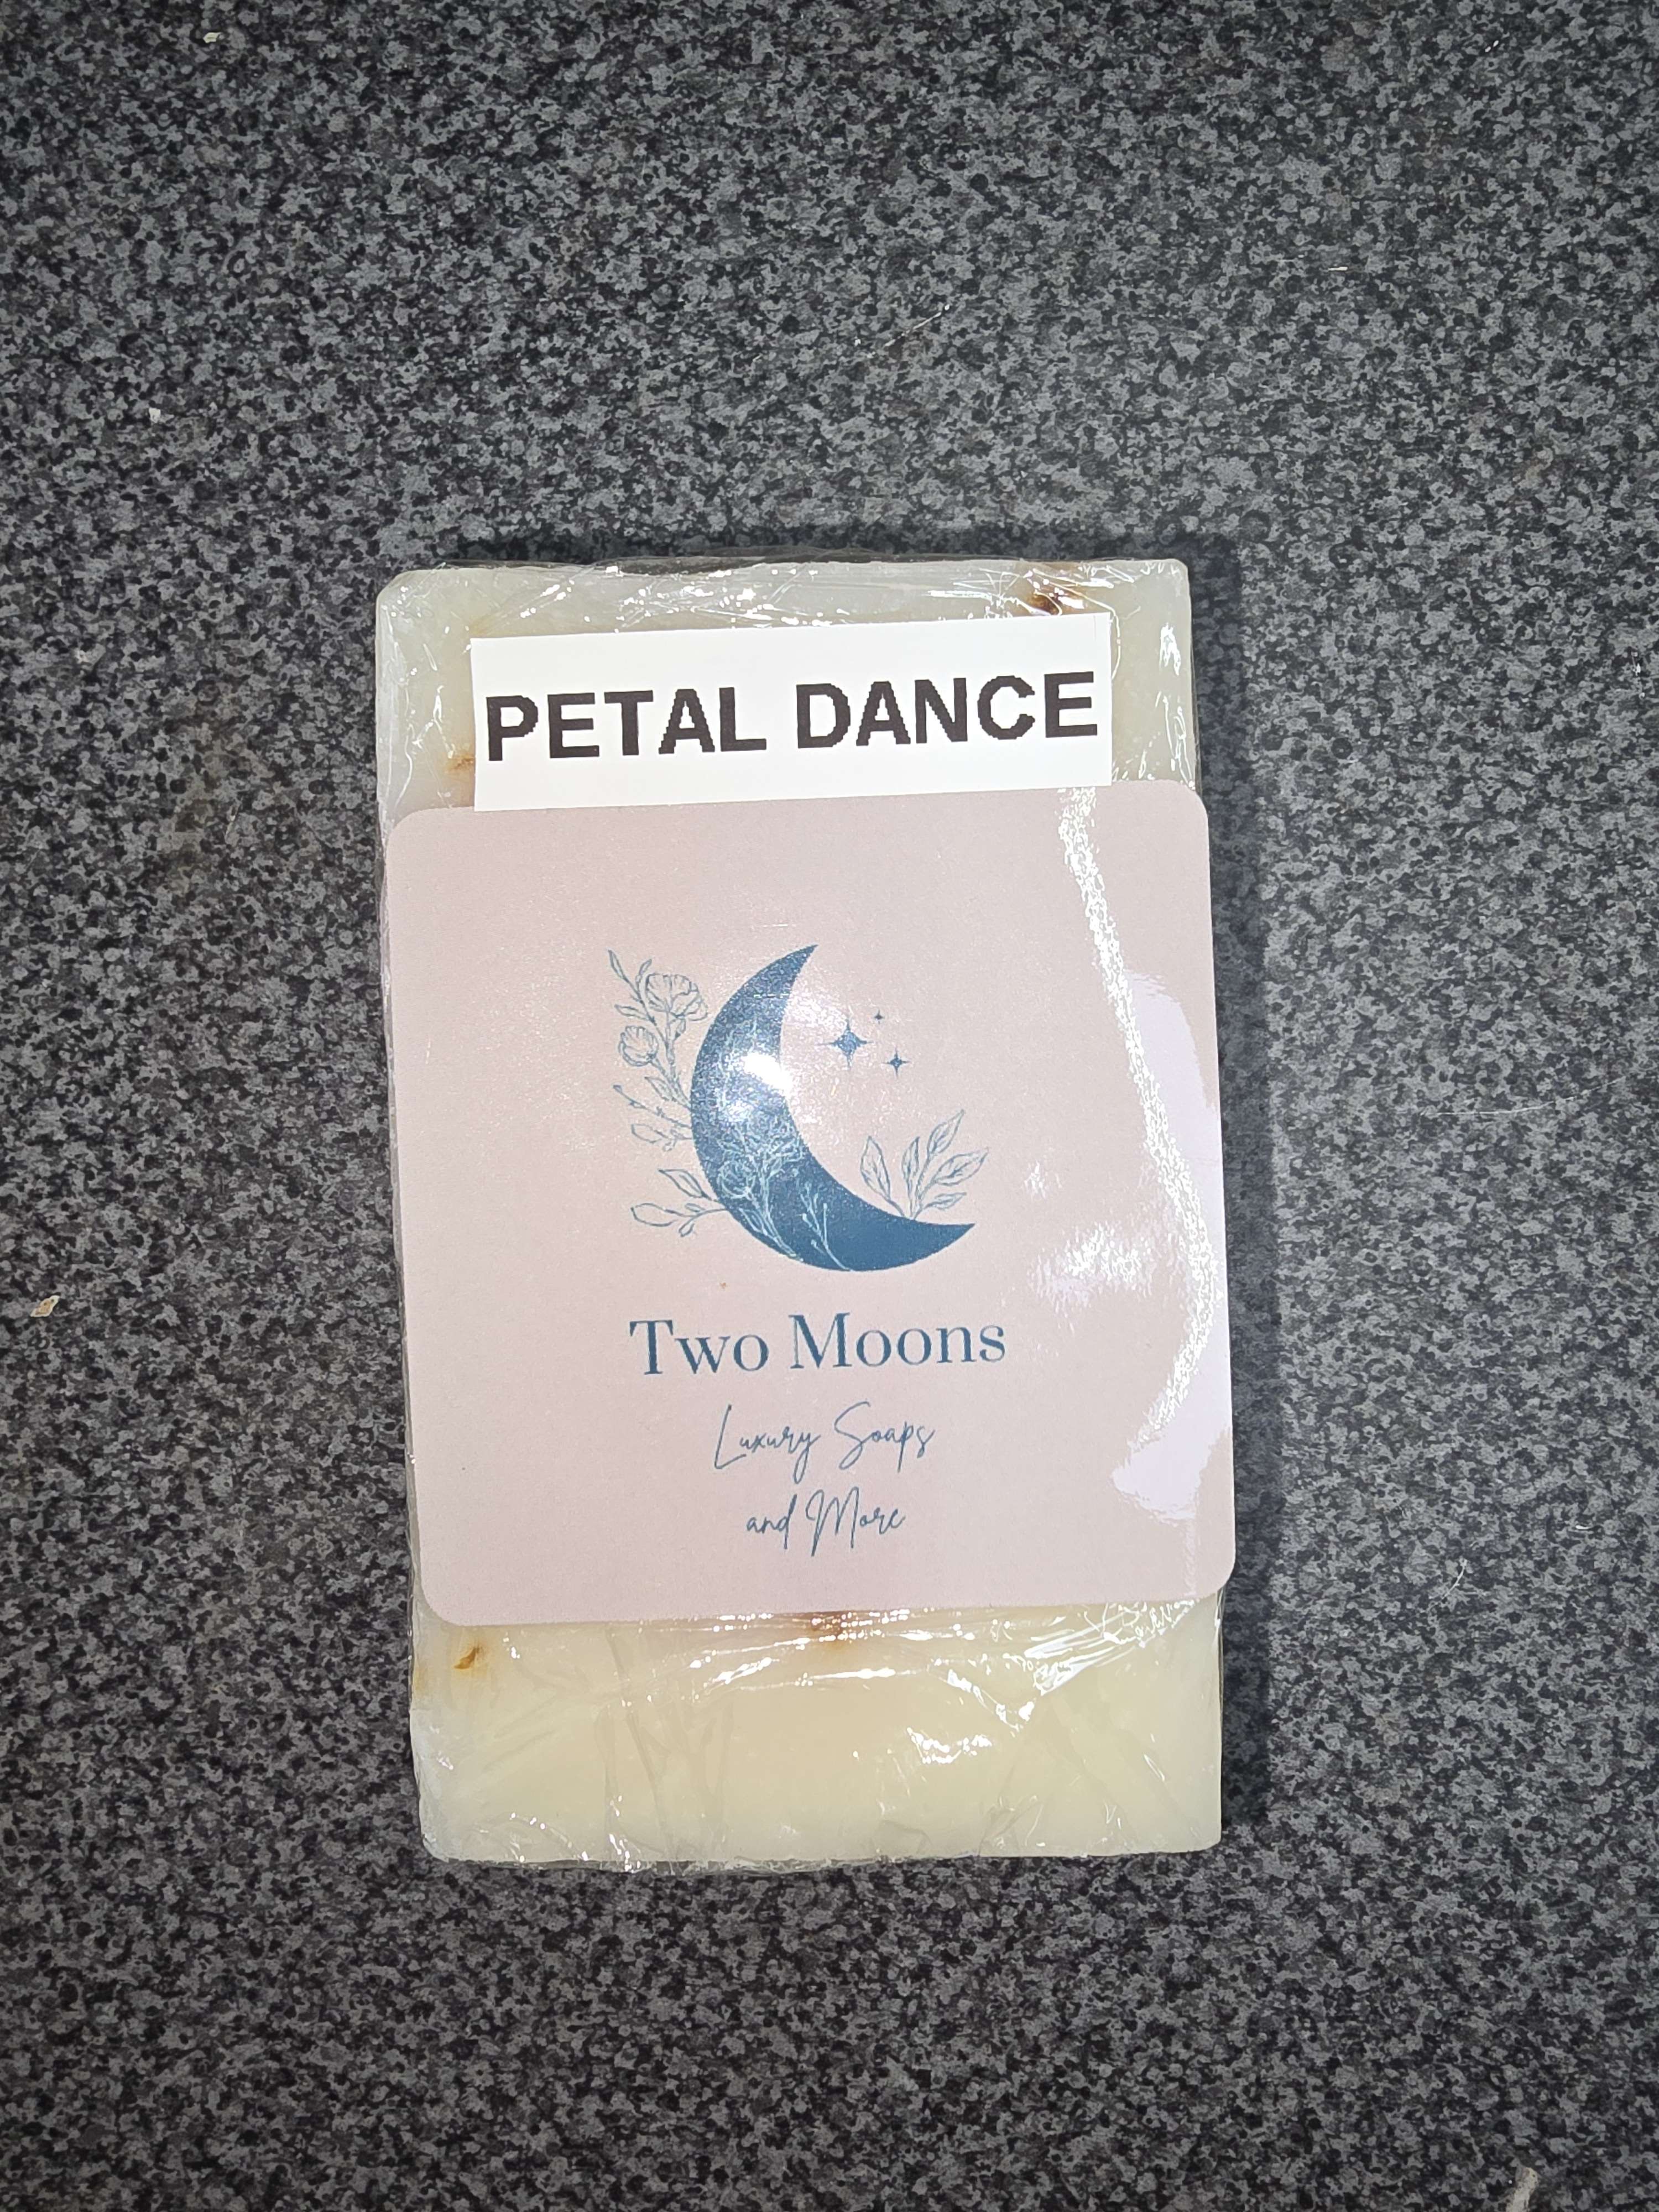 PETAL DANCE
Two Moons
Luxury Soaps
and More